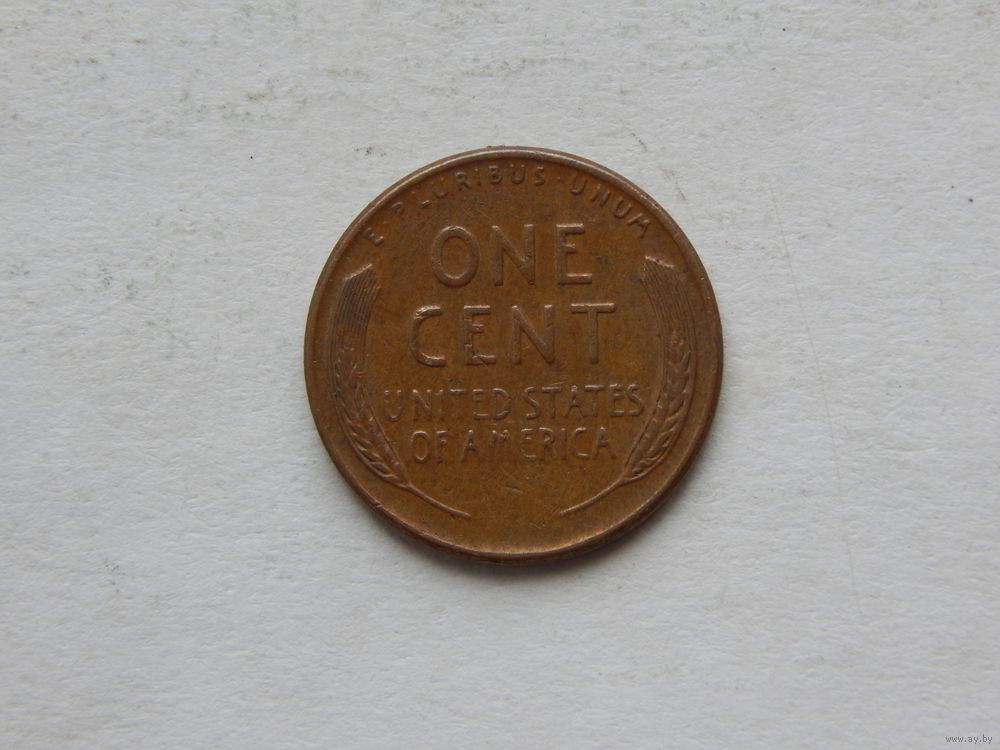 E PLURIBUS · UNUM
ONE
CENT
UNITED STATES
OF AMERICA
www.ay.by